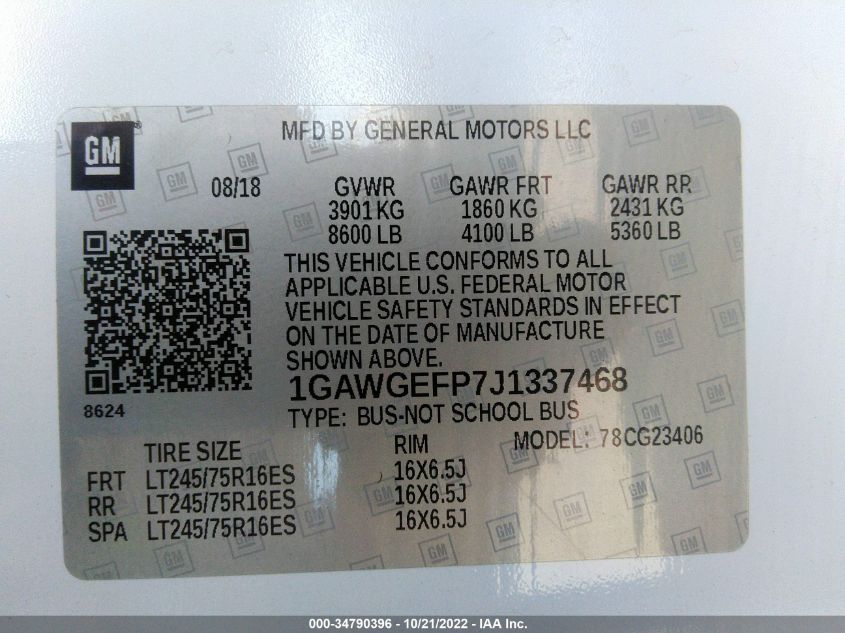 GM
MFD BY GENERAL MOTORS LLC
08/18 GVWR GAWR FRT GAWR RR
3901 KG 1860 KG 2431 KG
8600 LB 4100 LB 5360 LB
THIS VEHICLE CONFORMS TO ALL
APPLICABLE U.S. FEDERAL MOTOR
VEHICLE SAFETY STANDARDS IN EFFECT
ON THE DATE OF MANUFACTURE
SHOWN ABOVE.
1GAWGEFP7J1337468
8624
TYPE: BUS-NOT SCHOOL BUS
TIRE SIZE RIM MODEL: 78CG23406
FRT LT245/75R16ES 16X6.5J
RR LT245/75R16ES 16X6.5J
SPA LT245/75R16ES 16X6.5J
000-34790396 - 10/21/2022 - IAA Inc.